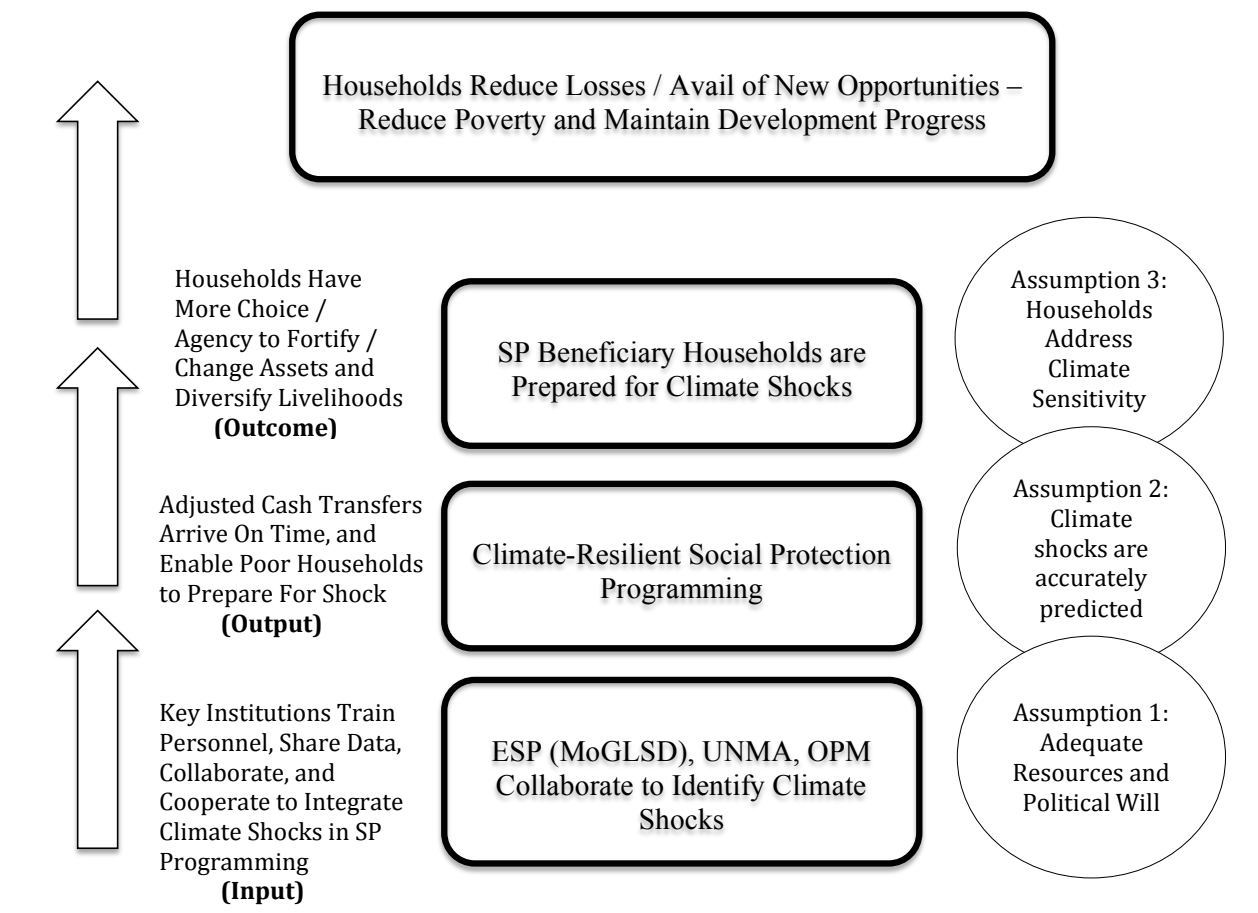 Households Reduce Losses / Avail of New Opportunities –
Reduce Poverty and Maintain Development Progress
Households Have
More Choice /
Agency to Fortify /
Change Assets and
Diversify Livelihoods
(Outcome)
SP Beneficiary Households are
Prepared for Climate Shocks
Assumption 3:
Households
Address
Climate
Sensitivity
Adjusted Cash Transfers
Arrive On Time, and
Enable Poor Households
to Prepare For Shock
(Output)
Climate-Resilient Social Protection
Programming
Assumption 2:
Climate
shocks are
accurately
predicted
Key Institutions Train
Personnel, Share Data,
Collaborate, and
Cooperate to Integrate
Climate Shocks in SP
Programming
(Input)
ESP (MoGLSD), UNMA, OPM
Collaborate to Identify Climate
Shocks
Assumption 1:
Adequate
Resources and
Political Will